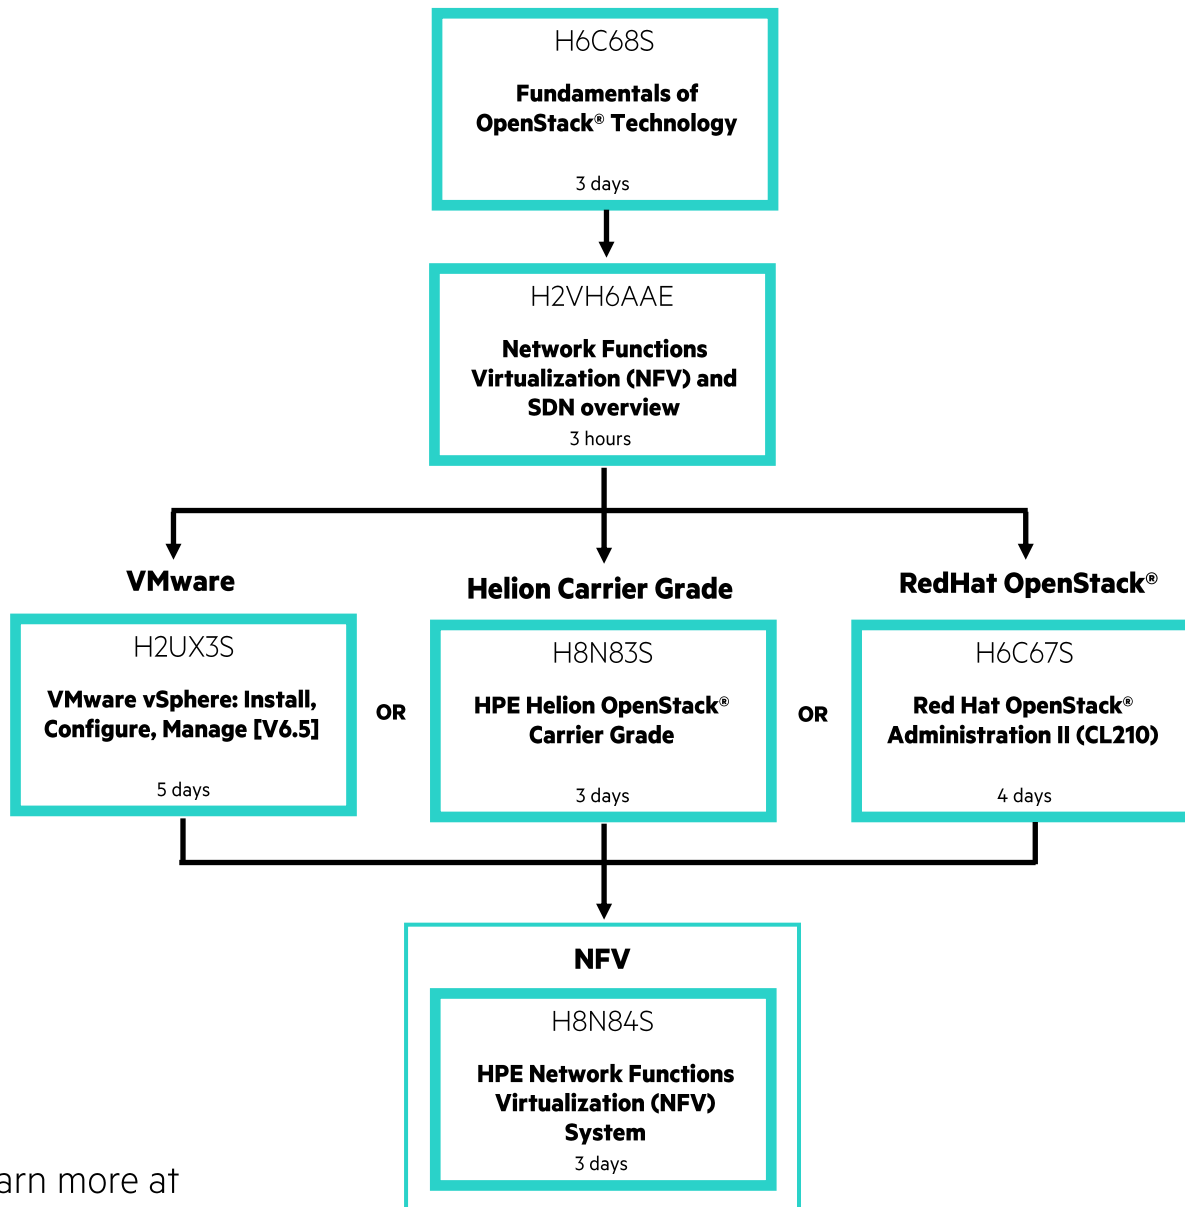 H6C68S
Fundamentals of
OpenStack® Technology
3 days
H2VH6AAE
Network Functions
Virtualization (NFV) and
SDN overview
3 hours
VMware
Helion Carrier Grade
RedHat OpenStack®
H2UX3S
VMware vSphere: Install,
Configure, Manage [V6.5]
5 days
OR
H8N83S
HPE Helion OpenStack®
Carrier Grade
3 days
OR
H6C67S
Red Hat OpenStack®
Administration II (CL210)
4 days
NFV
H8N84S
HPE Network Functions
Virtualization (NFV)
System
3 days
arn more at